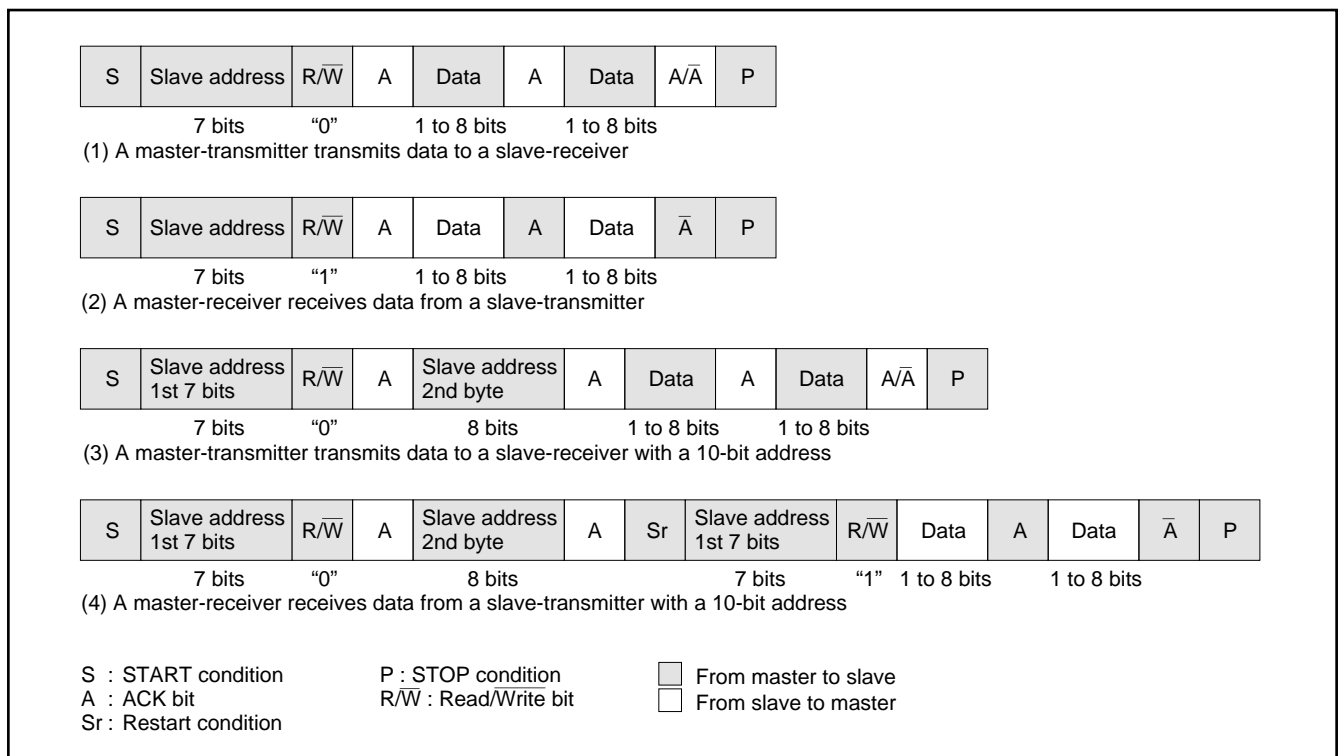 S Slave address R/W̅ A Data A Data A/A̅ P
7 bits “0” 1 to 8 bits 1 to 8 bits
(1) A master-transmitter transmits data to a slave-receiver
S Slave address R/W̅ A Data A Data A̅ P
7 bits “1” 1 to 8 bits 1 to 8 bits
(2) A master-receiver receives data from a slave-transmitter
S Slave address 1st 7 bits R/W̅ A Slave address 2nd byte A Data A Data A/A̅ P
7 bits “0” 8 bits 1 to 8 bits 1 to 8 bits
(3) A master-transmitter transmits data to a slave-receiver with a 10-bit address
S Slave address 1st 7 bits R/W̅ A Slave address 2nd byte A Sr Slave address 1st 7 bits R/W̅ Data A Data A̅ P
7 bits “0” 8 bits 7 bits “1” 1 to 8 bits 1 to 8 bits
(4) A master-receiver receives data from a slave-transmitter with a 10-bit address
S : START condition P : STOP condition From master to slave
A : ACK bit R/W̅ : Read/W̅r̅i̅t̅e̅ bit From slave to master
Sr : Restart condition